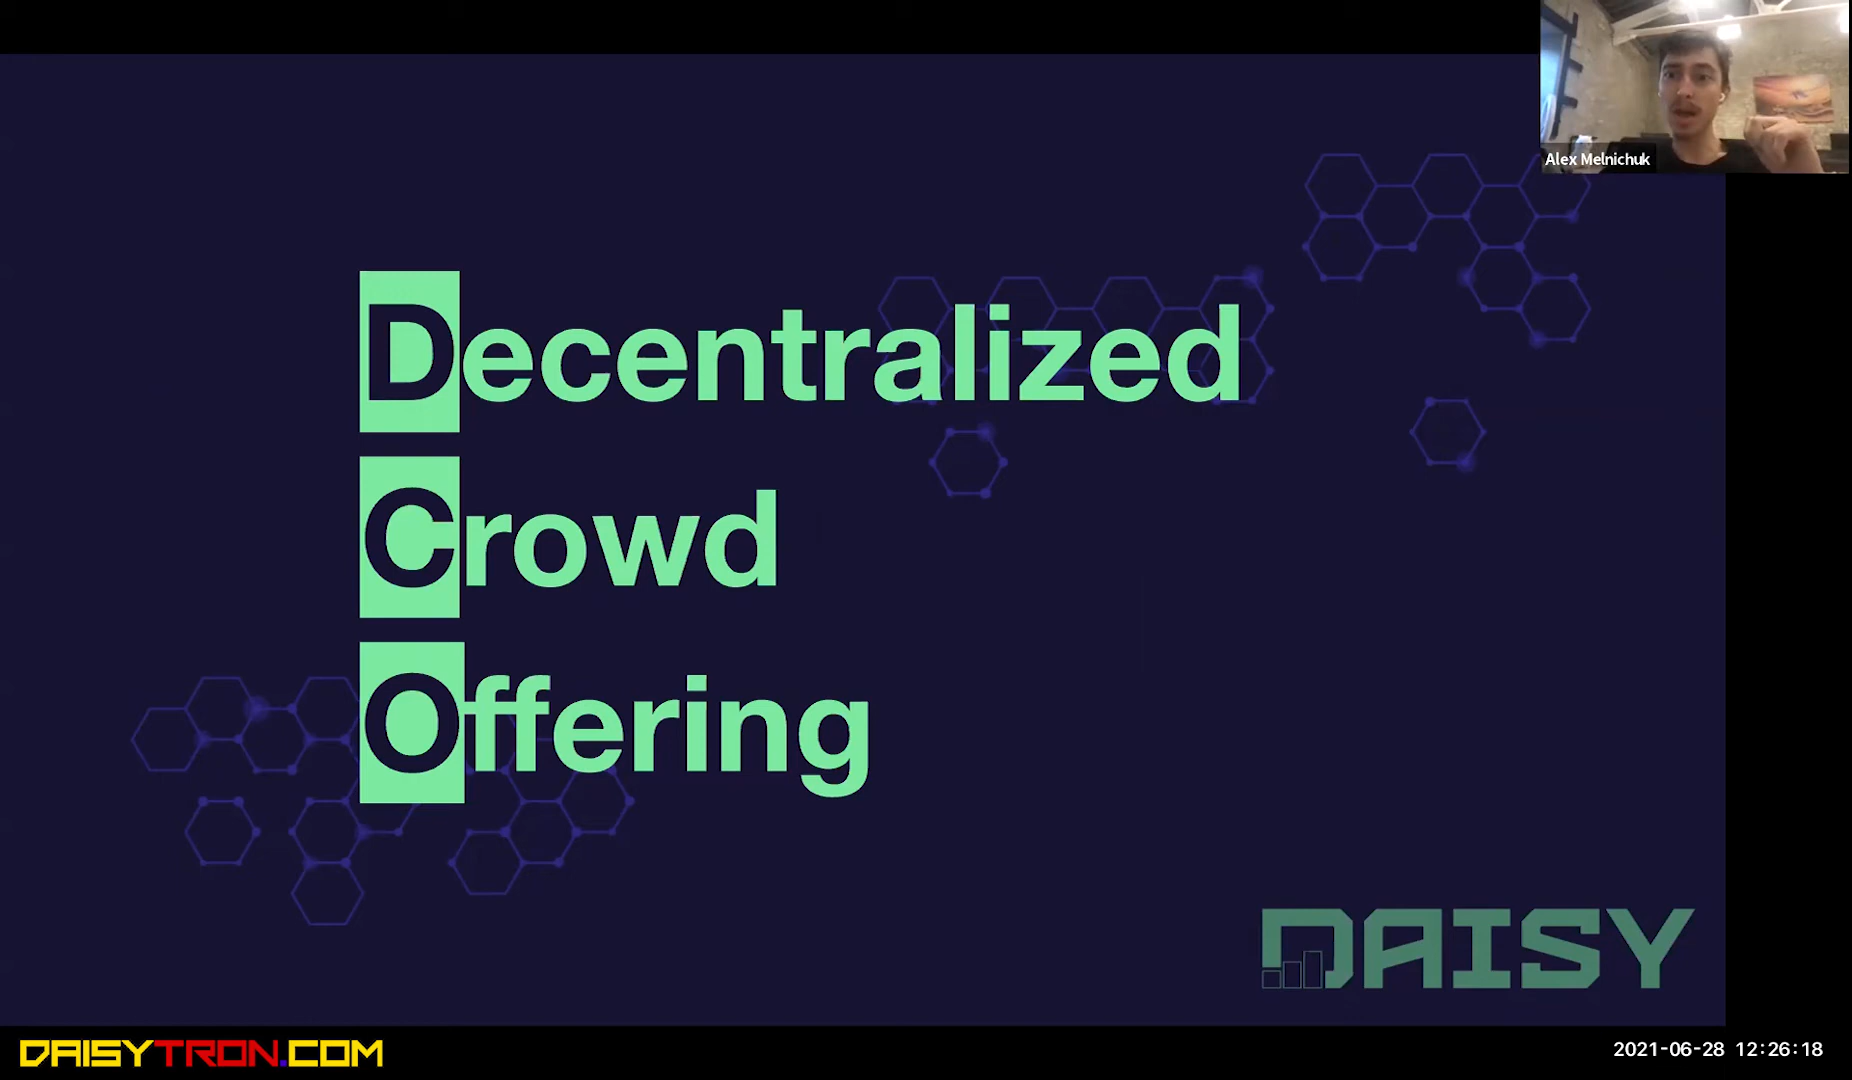 Alex Melnichuk
Decentralized
Crowd
Offering
DAISY
DAISYTRON.COM
2021-06-28 12:26:18